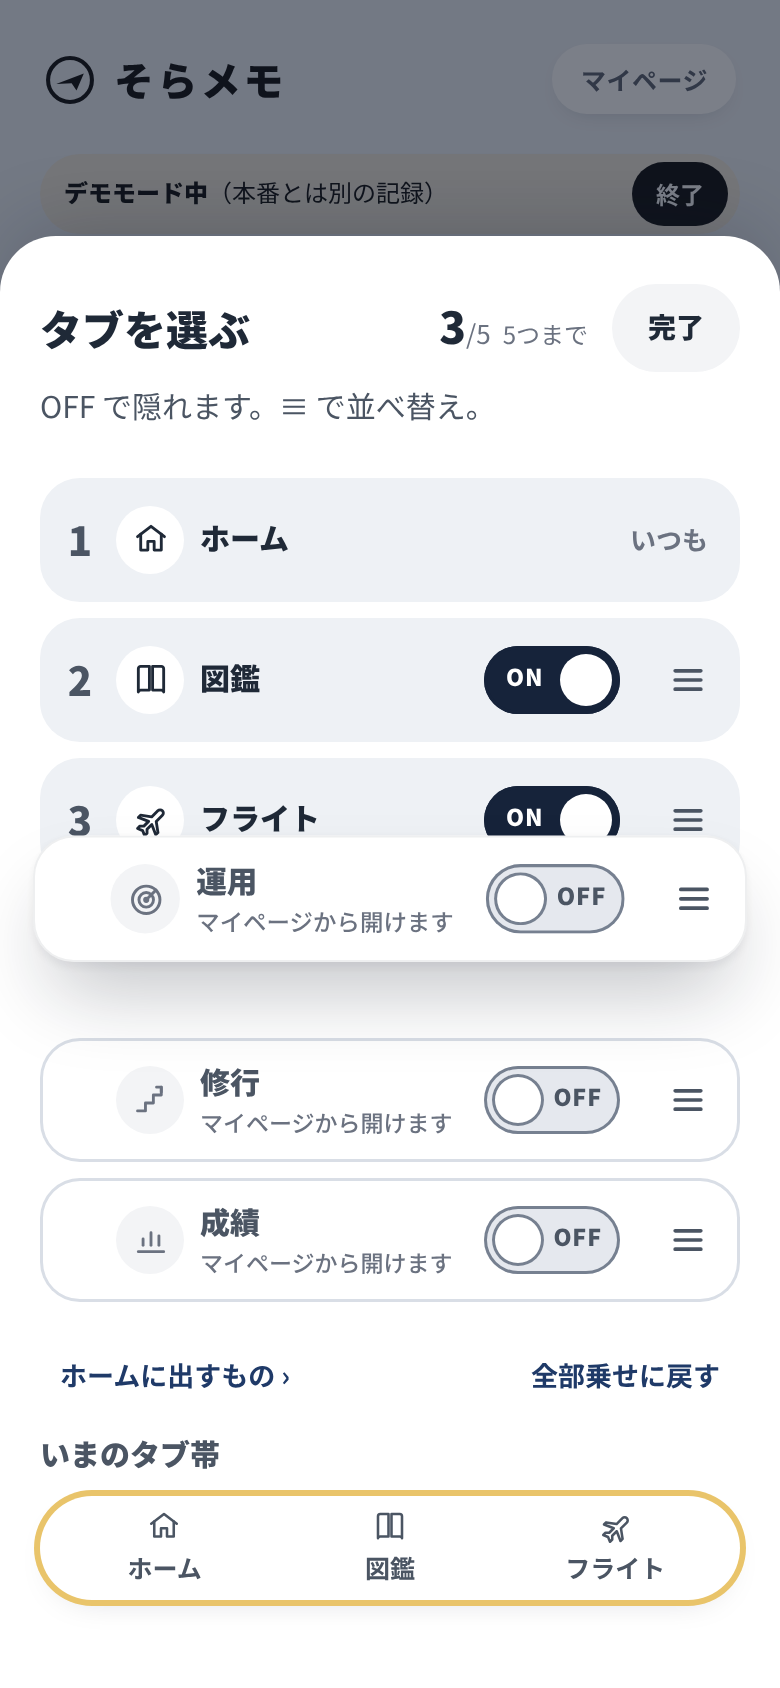 そらメモ
マイページ
デモモード中（本番とは別の記録）
終了
タブを選ぶ
3/5 5つまで
完了
OFF で隠れます。≡ で並べ替え。
1 ホーム いつも
2 図鑑 ON
3 フライト ON
運用 OFF
マイページから開けます
修行 OFF
マイページから開けます
成績 OFF
マイページから開けます
ホームに出すもの ›
全部乗せに戻す
いまのタブ帯
ホーム 図鑑 フライト